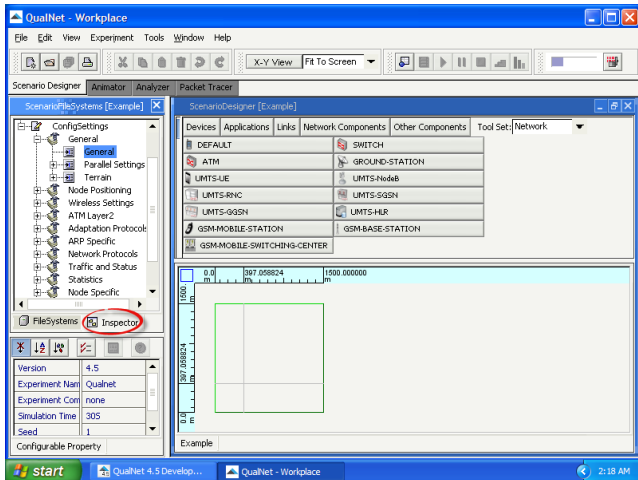 QualNet - Workplace
File Edit View Experiment Tools Window Help
X-Y View Fit To Screen
Scenario Designer Animator Analyzer Packet Tracer
ScenarioFileSystems [Example]
ConfigSettings
General
General
Parallel Settings
Terrain
Node Positioning
Wireless Settings
ATM Layer2
Adaptation Protocols
ARP Specific
Network Protocols
Traffic and Status
Statistics
Node Specific
FileSystems Inspector
Version 4.5
Experiment Nam Qualnet
Experiment Com none
Simulation Time 30S
Seed 1
Configurable Property
ScenarioDesigner [Example]
Devices Applications Links Network Components Other Components Tool Set: Network
DEFAULT SWITCH
ATM GROUND-STATION
UMTS-UE UMTS-NodeB
UMTS-RNC UMTS-SGSN
UMTS-GGSN UMTS-HLR
GSM-MOBILE-STATION GSM-BASE-STATION
GSM-MOBILE-SWITCHING-CENTER
0.0 m 397.058824 m 1500.000000 m
1500. m
397.058824 m
0.0 m
Example
start QualNet 4.5 Develop... QualNet - Workplace 2:18 AM